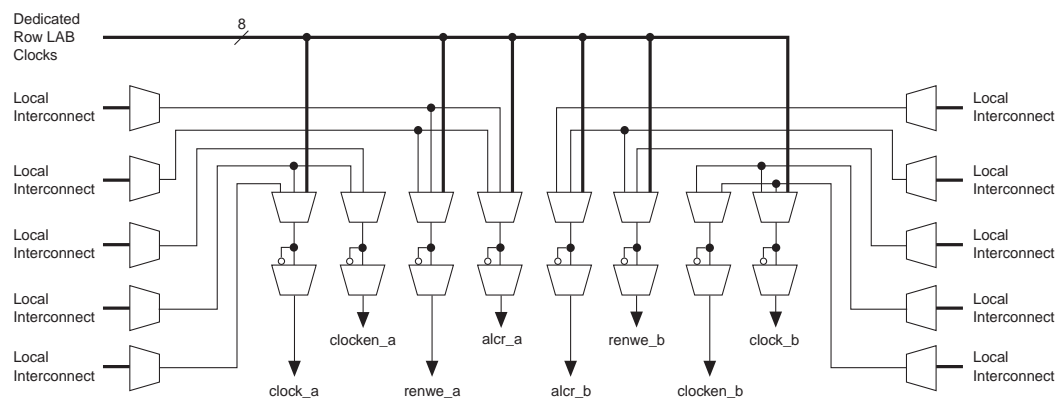 Dedicated
Row LAB
Clocks
8
Local
Interconnect
Local
Interconnect
Local
Interconnect
Local
Interconnect
Local
Interconnect
Local
Interconnect
Local
Interconnect
Local
Interconnect
Local
Interconnect
Local
Interconnect
clocken_a
alcr_a
renwe_b
clock_b
clock_a
renwe_a
alcr_b
clocken_b